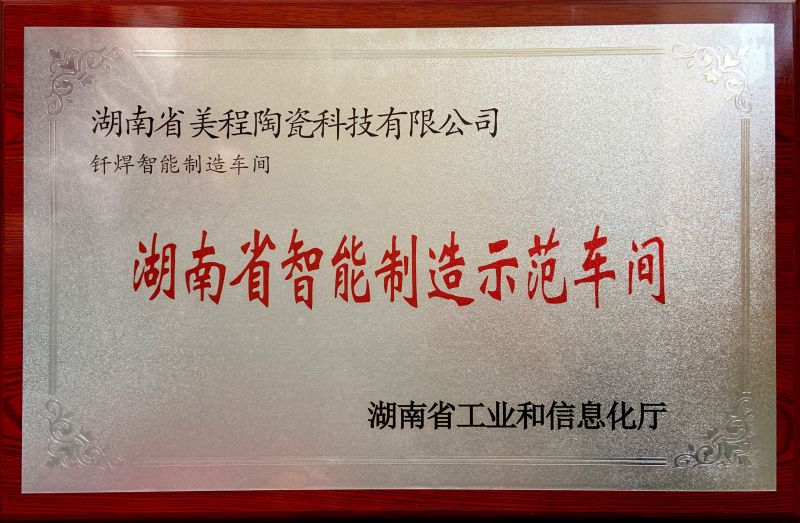 湖南省美程陶瓷科技有限公司
钎焊智能制造车间
湖南省智能制造示范车间
湖南省工业和信息化厅